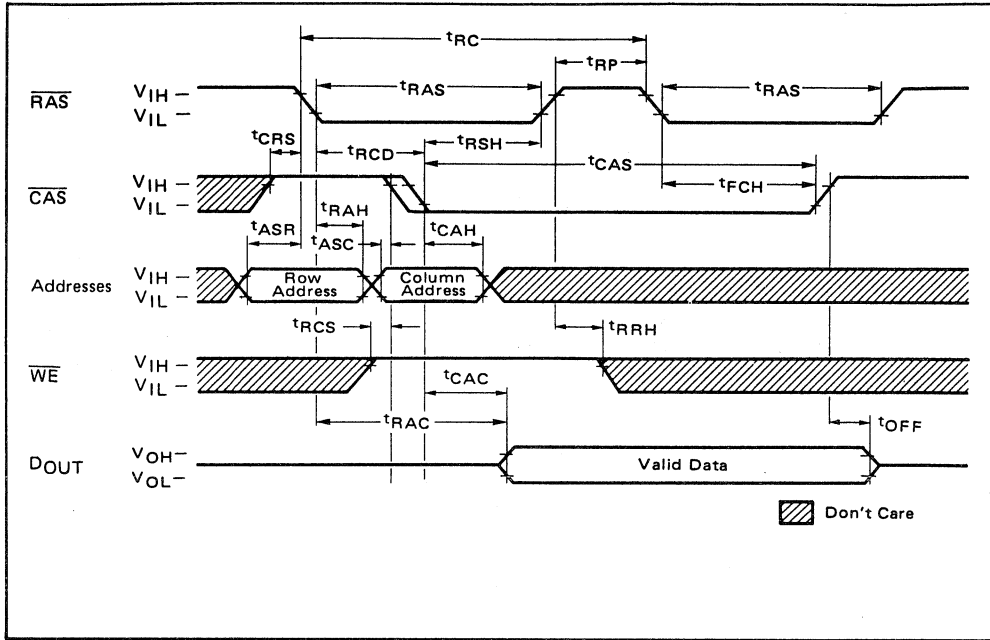 tRC
tRP
tRAS
tRAS
RAS
VIH
VIL
tCRS
tRCD
tRSH
tCAS
CAS
VIH
VIL
tRAH
tFCH
tASR
tASC
tCAH
Addresses
VIH
VIL
Row
Address
Column
Address
tRCS
tRRH
WE
VIH
VIL
tCAC
tRAC
tOFF
DOUT
VOH
VOL
Valid Data
Don't Care